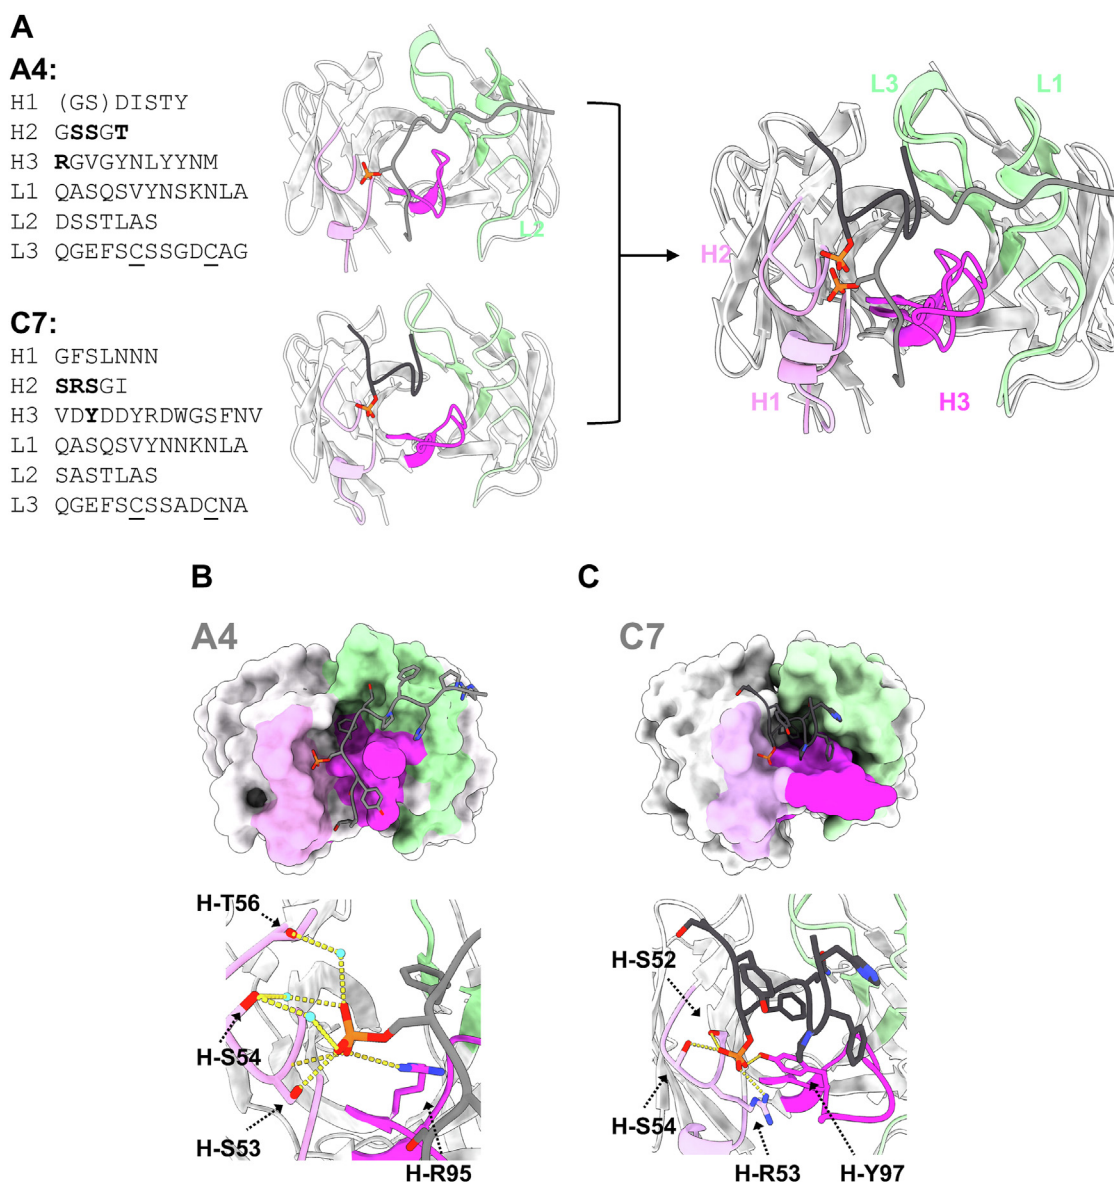 A
A4:
H1 (GS)DISTY
H2 GSSGT
H3 RGVGYNLYYNM
L1 QASQSVYNSKNLA
L2 DSSTLAS
L3 QGEFSCSSGDCAG
L2
C7:
H1 GFSLNNN
H2 SRSGI
H3 VDYDDYRDWGSFNV
L1 QASQSVYNNKNLA
L2 SASTLAS
L3 QGEFSCSSADCNA
L3 L1
H2
H1 H3
B
A4
H-T56
H-S54
H-S53
H-R95
C
C7
H-S52
H-S54
H-R53 H-Y97